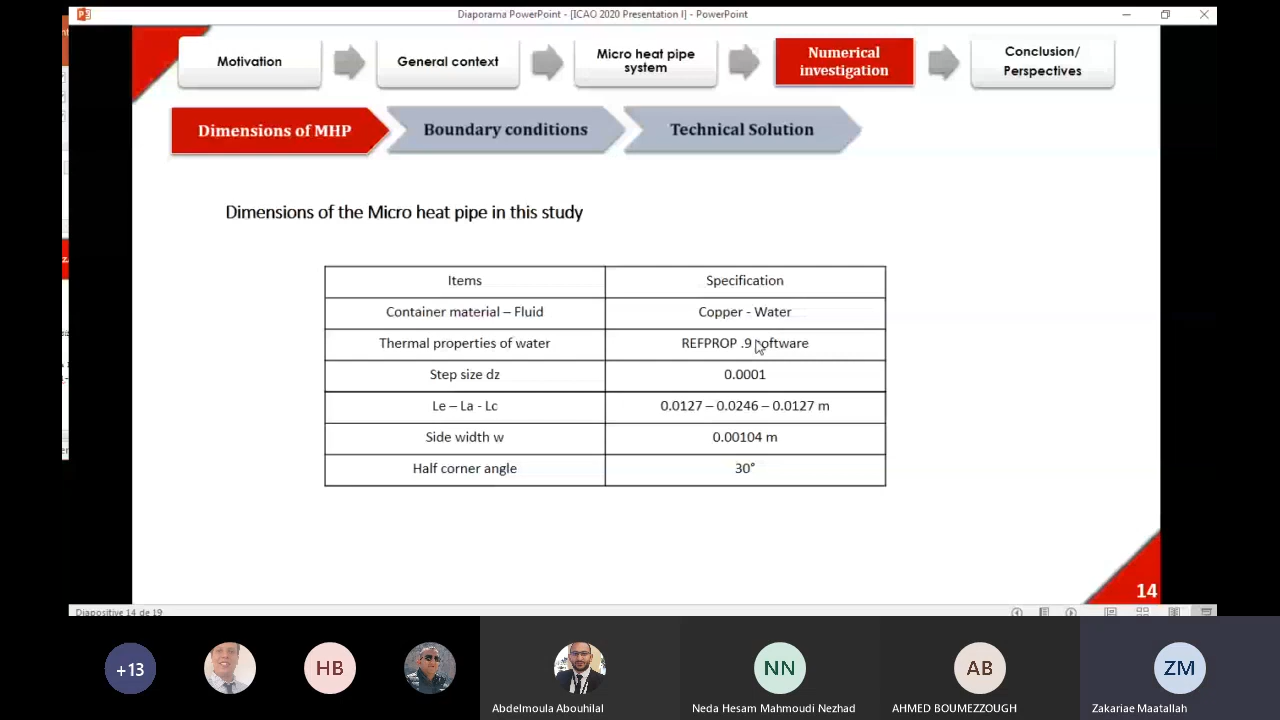 Diaporama PowerPoint - [ICAO 2020 Presentation I] - PowerPoint
Motivation
General context
Micro heat pipe
system
Numerical
investigation
Conclusion/
Perspectives
Dimensions of MHP
Boundary conditions
Technical Solution
Dimensions of the Micro heat pipe in this study
Items Specification
Container material – Fluid Copper - Water
Thermal properties of water REFPROP .9 software
Step size dz 0.0001
Le – La - Lc 0.0127 – 0.0246 – 0.0127 m
Side width w 0.00104 m
Half corner angle 30°
14
Diapositive 14 de 19
+13
HB
NN
AB
ZM
Abdelmoula Abouhilal
Neda Hesam Mahmoudi Nezhad
AHMED BOUMEZZOUGH
Zakariae Maatallah